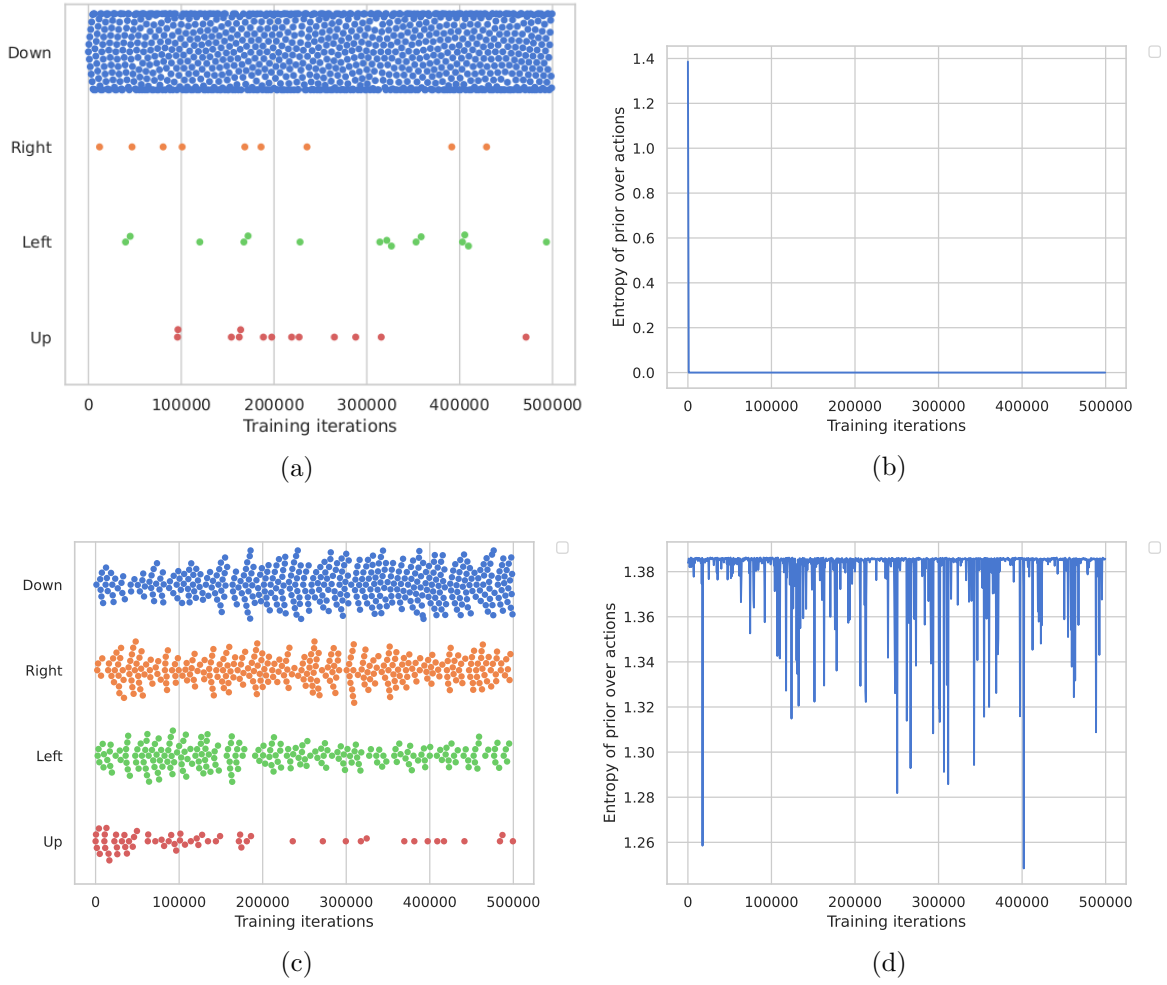 Down
Right
Left
Up
0 100000 200000 300000 400000 500000
Training iterations
(a)
Entropy of prior over actions
1.4
1.2
1.0
0.8
0.6
0.4
0.2
0.0
0 100000 200000 300000 400000 500000
Training iterations
(b)
Down
Right
Left
Up
0 100000 200000 300000 400000 500000
Training iterations
(c)
Entropy of prior over actions
1.38
1.36
1.34
1.32
1.30
1.28
1.26
0 100000 200000 300000 400000 500000
Training iterations
(d)